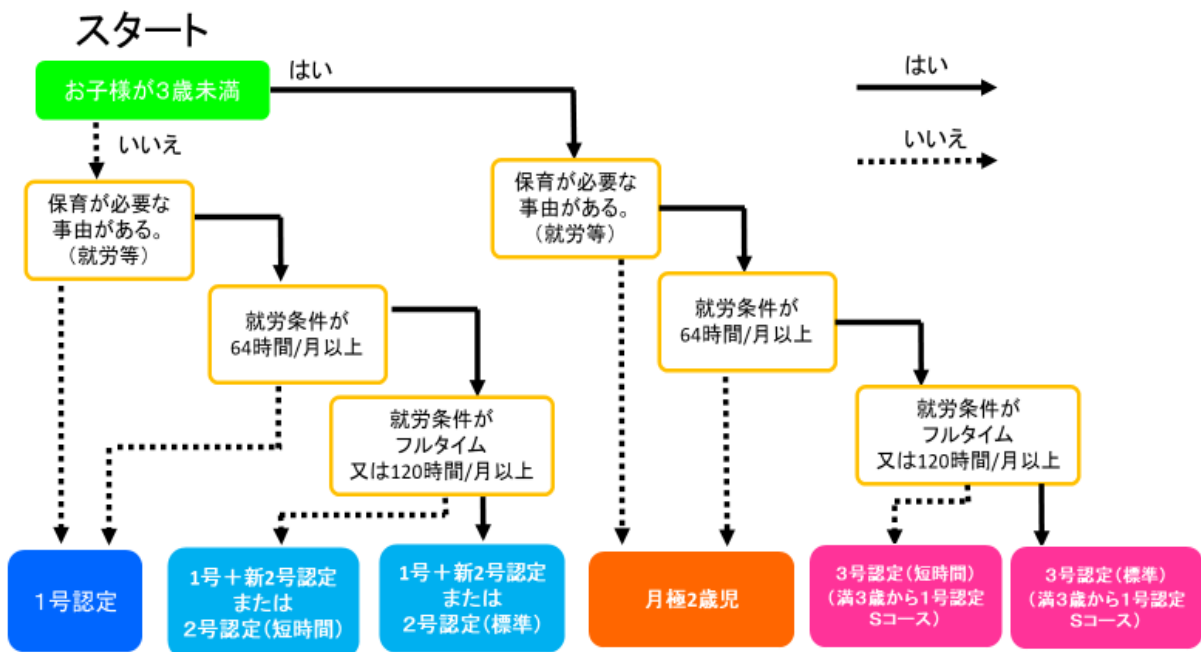 スタート
お子様が３歳未満
はい
いいえ
はい
いいえ
保育が必要な
事由がある。
（就労等）
就労条件が
64時間/月以上
就労条件が
フルタイム
又は120時間/月以上
保育が必要な
事由がある。
（就労等）
就労条件が
64時間/月以上
就労条件が
フルタイム
又は120時間/月以上
１号認定
1号＋新2号認定
または
２号認定(短時間)
1号＋新2号認定
または
２号認定(標準)
月極2歳児
３号認定(短時間)
(満３歳から１号認定
Sコース)
３号認定(標準)
(満３歳から１号認定
Sコース)